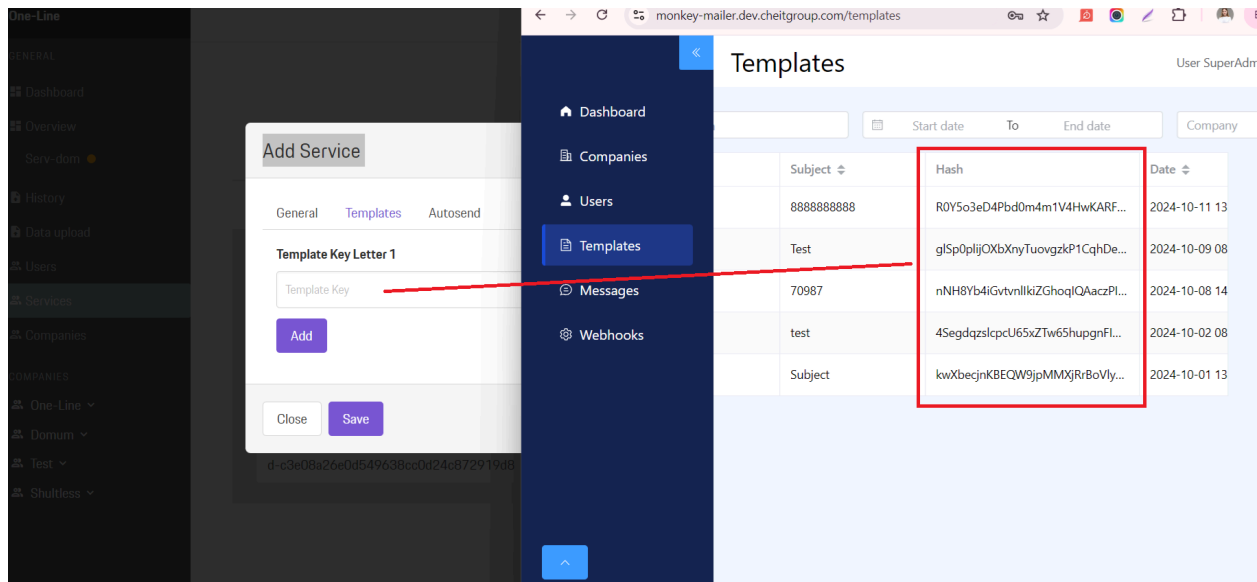 One-Line
GENERAL
Dashboard
Overview
Serv-dom
History
Data upload
Users
Services
Companies
COMPANIES
One-Line
Domum
Test
Shultless
Add Service
General Templates Autosend
Template Key Letter 1
Template Key
Add
Close Save
d-c3e08a26e0d549638cc0d24c872919d8
monkey-mailer.dev.cheitgroup.com/templates
Dashboard
Companies
Users
Templates
Messages
Webhooks
Templates
User SuperAdm
Start date To End date Company
Subject Hash Date
8888888888 R0Y5o3eD4Pbd0m4m1V4HwKARF... 2024-10-11 13
Test glSp0pIijOXbXnyTuovgzkP1CqhDe... 2024-10-09 08
70987 nNH8Yb4iGvtvnlIkiZGhoqIQAaczPI... 2024-10-08 14
test 4SegdqzslcpcU65xZTw65hupgnFI... 2024-10-02 08
Subject kwXbecjnKBEQW9jpMMXjRrBoVly... 2024-10-01 13